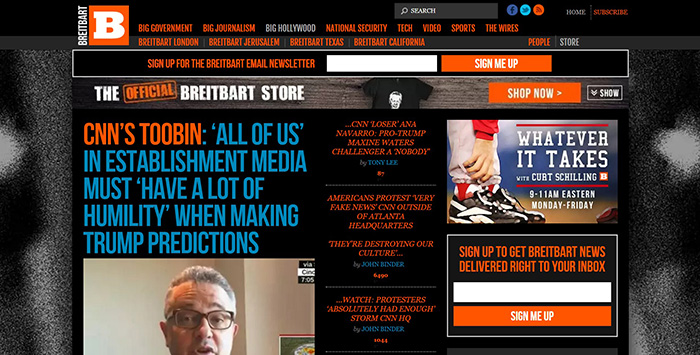 BREITBART
B
SEARCH
HOME
SUBSCRIBE
BIG GOVERNMENT
BIG JOURNALISM
BIG HOLLYWOOD
NATIONAL SECURITY
TECH
VIDEO
SPORTS
THE WIRES
BREITBART LONDON
BREITBART JERUSALEM
BREITBART TEXAS
BREITBART CALIFORNIA
PEOPLE
STORE
SIGN UP FOR THE BREITBART EMAIL NEWSLETTER
SIGN ME UP
THE OFFICIAL BREITBART STORE
SHOP NOW >
SHOW
CNN'S TOOBIN: 'ALL OF US'
IN ESTABLISHMENT MEDIA
MUST 'HAVE A LOT OF
HUMILITY' WHEN MAKING
TRUMP PREDICTIONS
via
Cinc
7:05
...CNN 'LOSER' ANA
NAVARRO: PRO-TRUMP
MAXINE WATERS
CHALLENGER A 'NOBODY'
by TONY LEE
87
AMERICANS PROTEST 'VERY
FAKE NEWS' CNN OUTSIDE
OF ATLANTA
HEADQUARTERS
'THEY'RE DESTROYING OUR
CULTURE'...
by JOHN BINDER
6490
...WATCH: PROTESTERS
'ABSOLUTELY HAD ENOUGH'
STORM CNN HQ
by JOHN BINDER
1044
WHATEVER
IT TAKES
WITH CURT SCHILLING B
9-11AM EASTERN
MONDAY-FRIDAY
SIGN UP TO GET BREITBART NEWS
DELIVERED RIGHT TO YOUR INBOX
SIGN ME UP